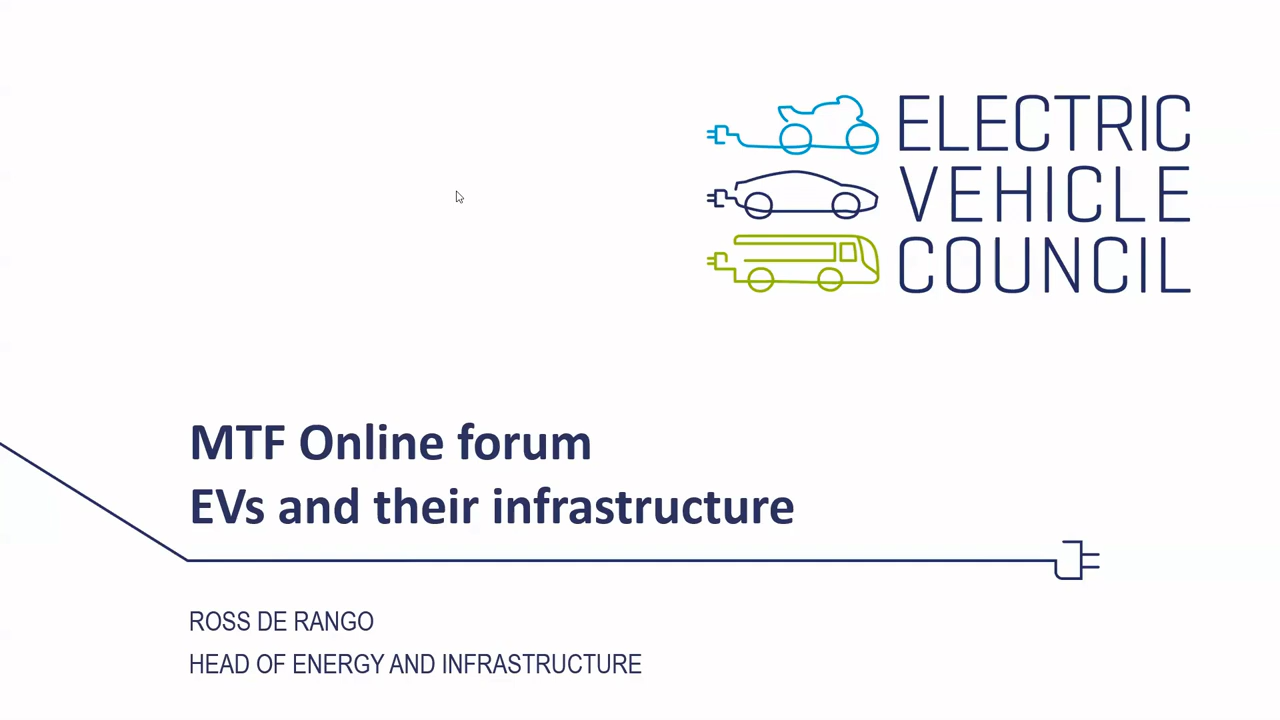 ELECTRIC
VEHICLE
COUNCIL
MTF Online forum
EVs and their infrastructure
ROSS DE RANGO
HEAD OF ENERGY AND INFRASTRUCTURE